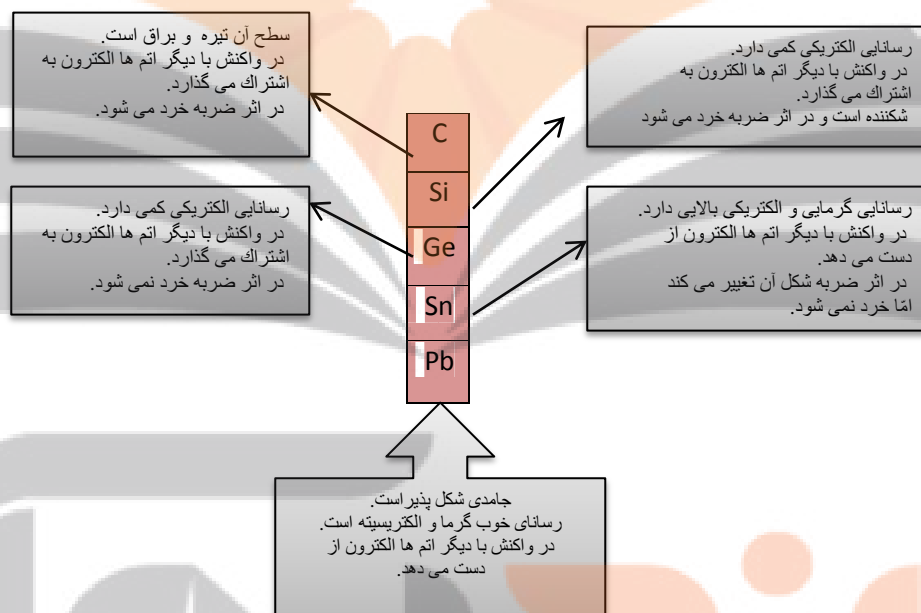 سطح آن تیره و براق است.
در واکنش با دیگر اتم ها الکترون به
اشتراك می گذارد.
در اثر ضربه خرد می شود.
رسانایی الکتریکی کمی دارد.
در واکنش با دیگر اتم ها الکترون به
اشتراك می گذارد.
شکننده است و در اثر ضربه خرد می شود
C
Si
Ge
Sn
Pb
رسانایی الکتریکی کمی دارد.
در واکنش با دیگر اتم ها الکترون به
اشتراك می گذارد.
در اثر ضربه خرد نمی شود.
رسانایی گرمایی و الکتریکی بالایی دارد.
در واکنش با دیگر اتم ها الکترون از
دست می دهد.
در اثر ضربه شکل آن تغییر می کند
امّا خرد نمی شود.
جامدی شکل پذیر است.
رسانای خوب گرما و الکتریسیته است.
در واکنش با دیگر اتم ها الکترون از
دست می دهد.